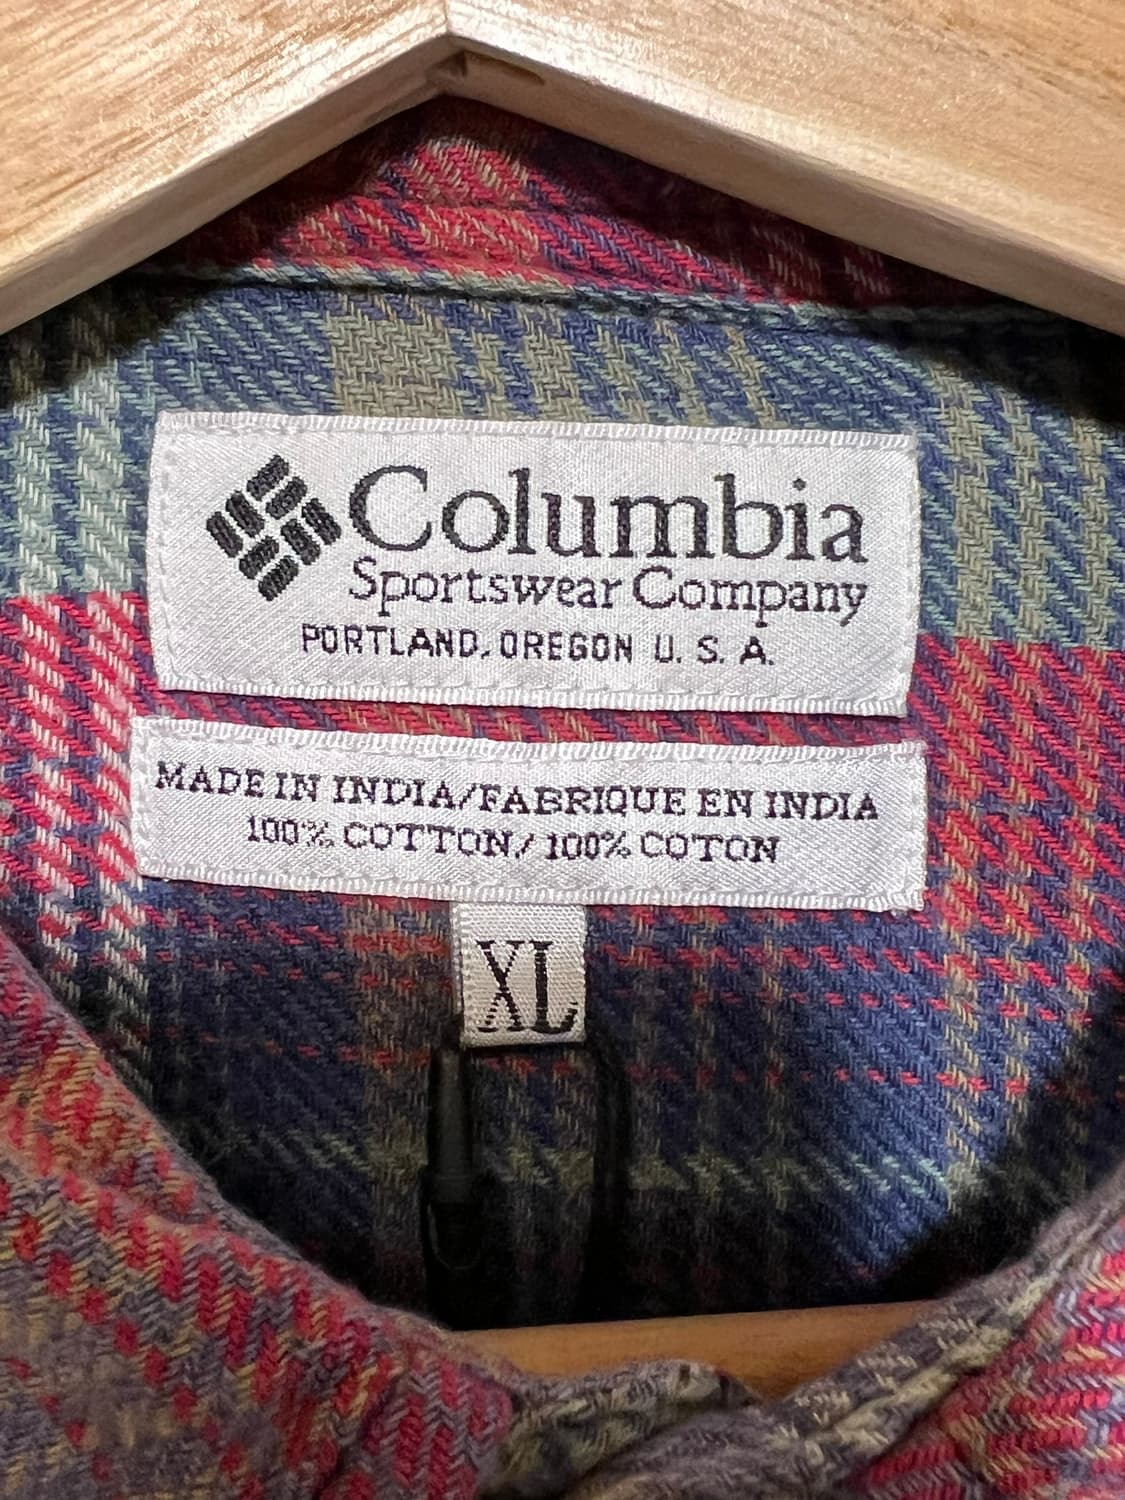 Columbia
Sportswear Company
PORTLAND, OREGON U. S. A.
MADE IN INDIA/FABRIQUE EN INDIA
100% COTTON/ 100% COTON
XL